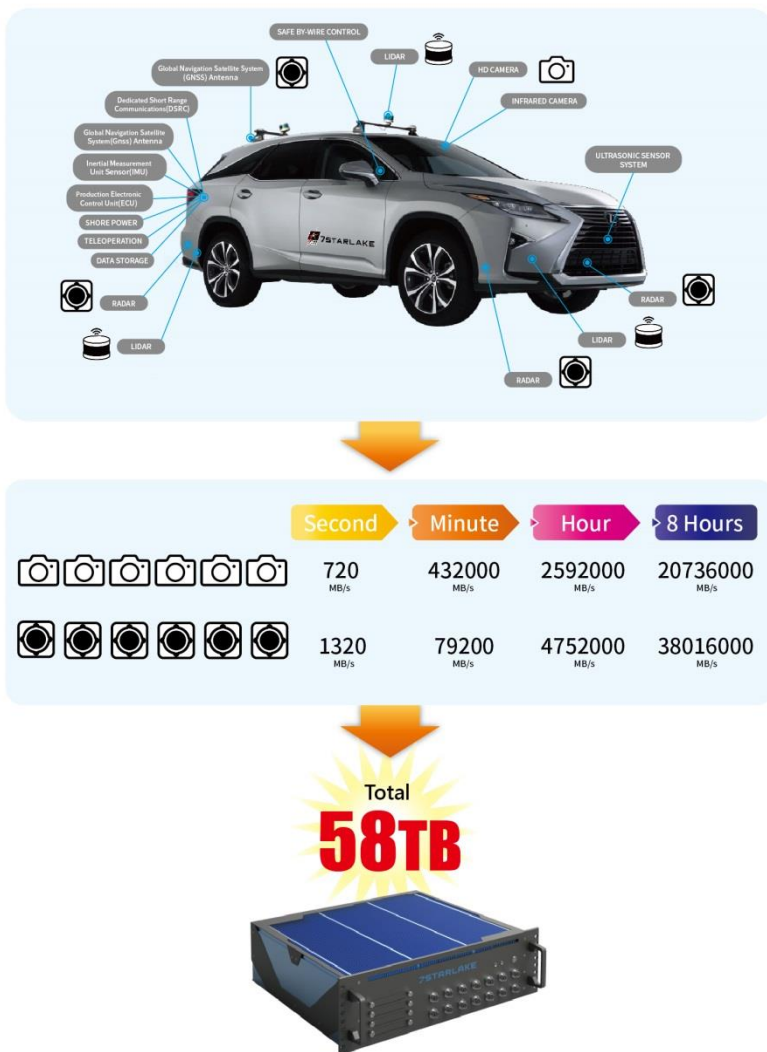 SAFE BY-WIRE CONTROL
LIDAR
HD CAMERA
Global Navigation Satellite System
(GNSS) Antenna
INFRARED CAMERA
Dedicated Short Range
Communications(DSRC)
Global Navigation Satellite
System(Gnss) Antenna
Inertial Measurement
Unit Sensor(IMU)
Production Electronic
Control Unit(ECU)
SHORE POWER
TELEOPERATION
DATA STORAGE
RADAR
LIDAR
ULTRASONIC SENSOR
SYSTEM
7STARLAKE
RADAR
LIDAR
RADAR
Second Minute Hour 8 Hours
720 432000 2592000 20736000
MB/s MB/s MB/s MB/s
1320 79200 4752000 38016000
MB/s MB/s MB/s MB/s
Total
58TB
7STARLAKE